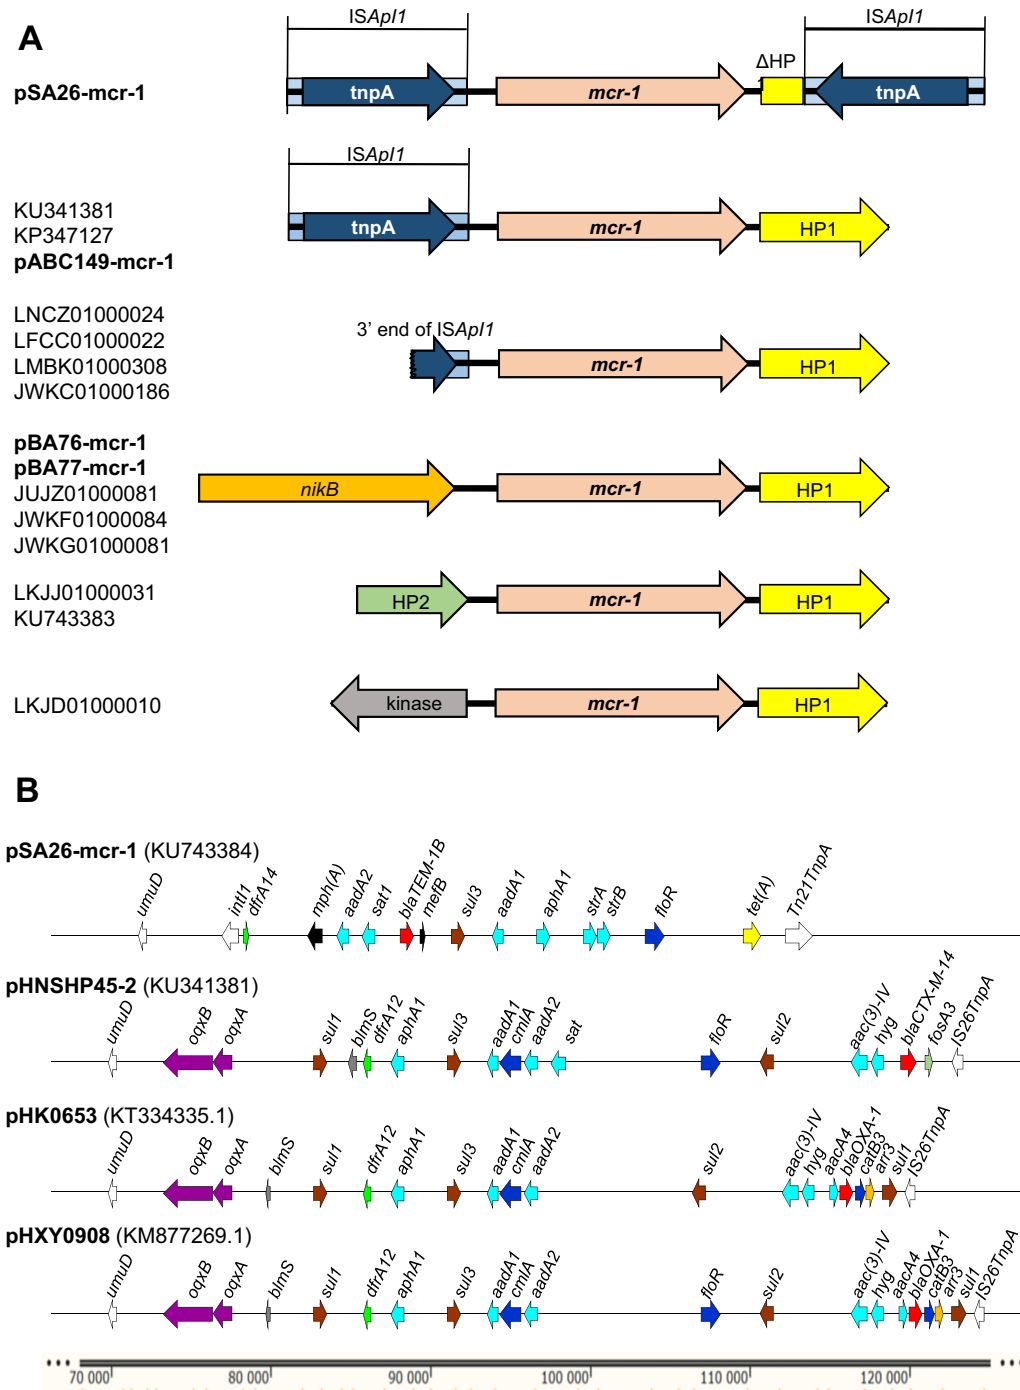 A
ISApl1
ISApl1
pSA26-mcr-1
tnpA
mcr-1
ΔHP
tnpA
ISApl1
KU341381
KP347127
pABC149-mcr-1
tnpA
mcr-1
HP1
LNCZ01000024
LFCC01000022
LMBK01000308
JWKC01000186
3' end of ISApl1
mcr-1
HP1
pBA76-mcr-1
pBA77-mcr-1
JUJZ01000081
JWKF01000084
JWKG01000081
nikB
mcr-1
HP1
LKJJ01000031
KU743383
HP2
mcr-1
HP1
LKJD01000010
kinase
mcr-1
HP1
B
pSA26-mcr-1 (KU743384)
umuD intI1 dfrA14 mph(A) aadA2 sat1 blaTEM-1B mefB sul3 aadA1 aphA1 strA strB floR tet(A) Tn21TnpA
pHNSHP45-2 (KU341381)
umuD oqxB oqxA sul1 blmS dfrA12 aphA1 sul3 aadA1 cmlA aadA2 sat floR sul2 aac(3)-IV hyg blaCTX-M-14 fosA3 IS26TnpA
pHK0653 (KT334335.1)
umuD oqxB oqxA blmS sul1 dfrA12 aphA1 sul3 aadA1 cmlA aadA2 sul2 aac(3)-IV hyg aacA4 blaOXA-1 catB3 arr3 sul1 IS26TnpA
pHXY0908 (KM877269.1)
umuD oqxB oqxA blmS sul1 dfrA12 aphA1 sul3 aadA1 cmlA aadA2 floR sul2 aac(3)-IV hyg aacA4 blaOXA-1 catB3 arr3 sul1 IS26TnpA
70 000 80 000 90 000 100 000 110 000 120 000